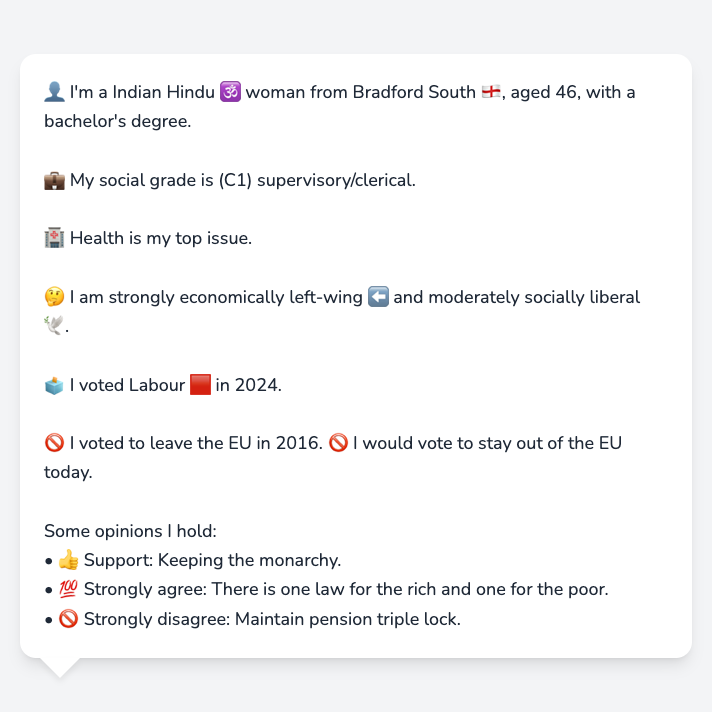 👤 I'm a Indian Hindu 🕉️ woman from Bradford South 🏴󠁧󠁢󠁥󠁮󠁧󠁿, aged 46, with a
bachelor's degree.
💼 My social grade is (C1) supervisory/clerical.
🏥 Health is my top issue.
🤔 I am strongly economically left-wing ⬅️ and moderately socially liberal
🕊️.
🗳️ I voted Labour 🟥 in 2024.
🚫 I voted to leave the EU in 2016. 🚫 I would vote to stay out of the EU
today.
Some opinions I hold:
• 👍 Support: Keeping the monarchy.
• 💯 Strongly agree: There is one law for the rich and one for the poor.
• 🚫 Strongly disagree: Maintain pension triple lock.